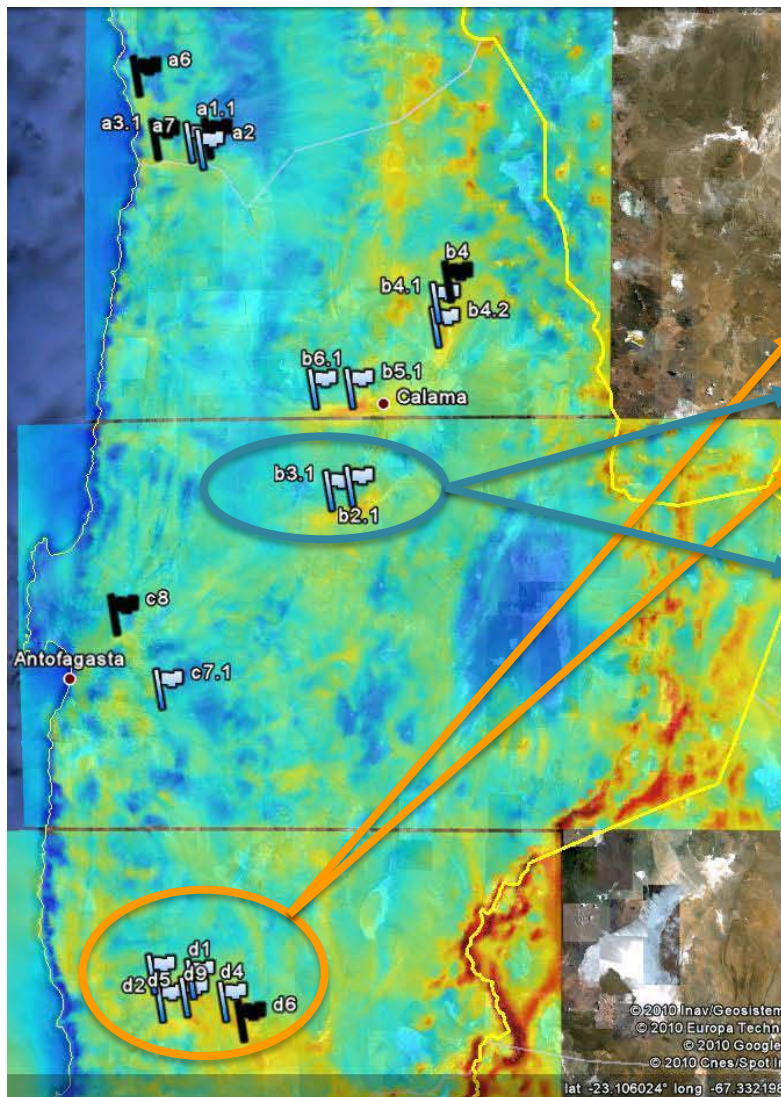 a6
a1.1
a3.1 a7 a2
b4
b4.1
b4.2
b6.1 b5.1
Calama
b3.1
b2.1
c8
Antofagasta
c7.1
d1
d2 d5 d9 d4
d6
© 2010 Inav/Geosistem
© 2010 Europa Techn
© 2010 Google
© 2010 Cnes/Spot I
lat -23.106024° long -67.332198